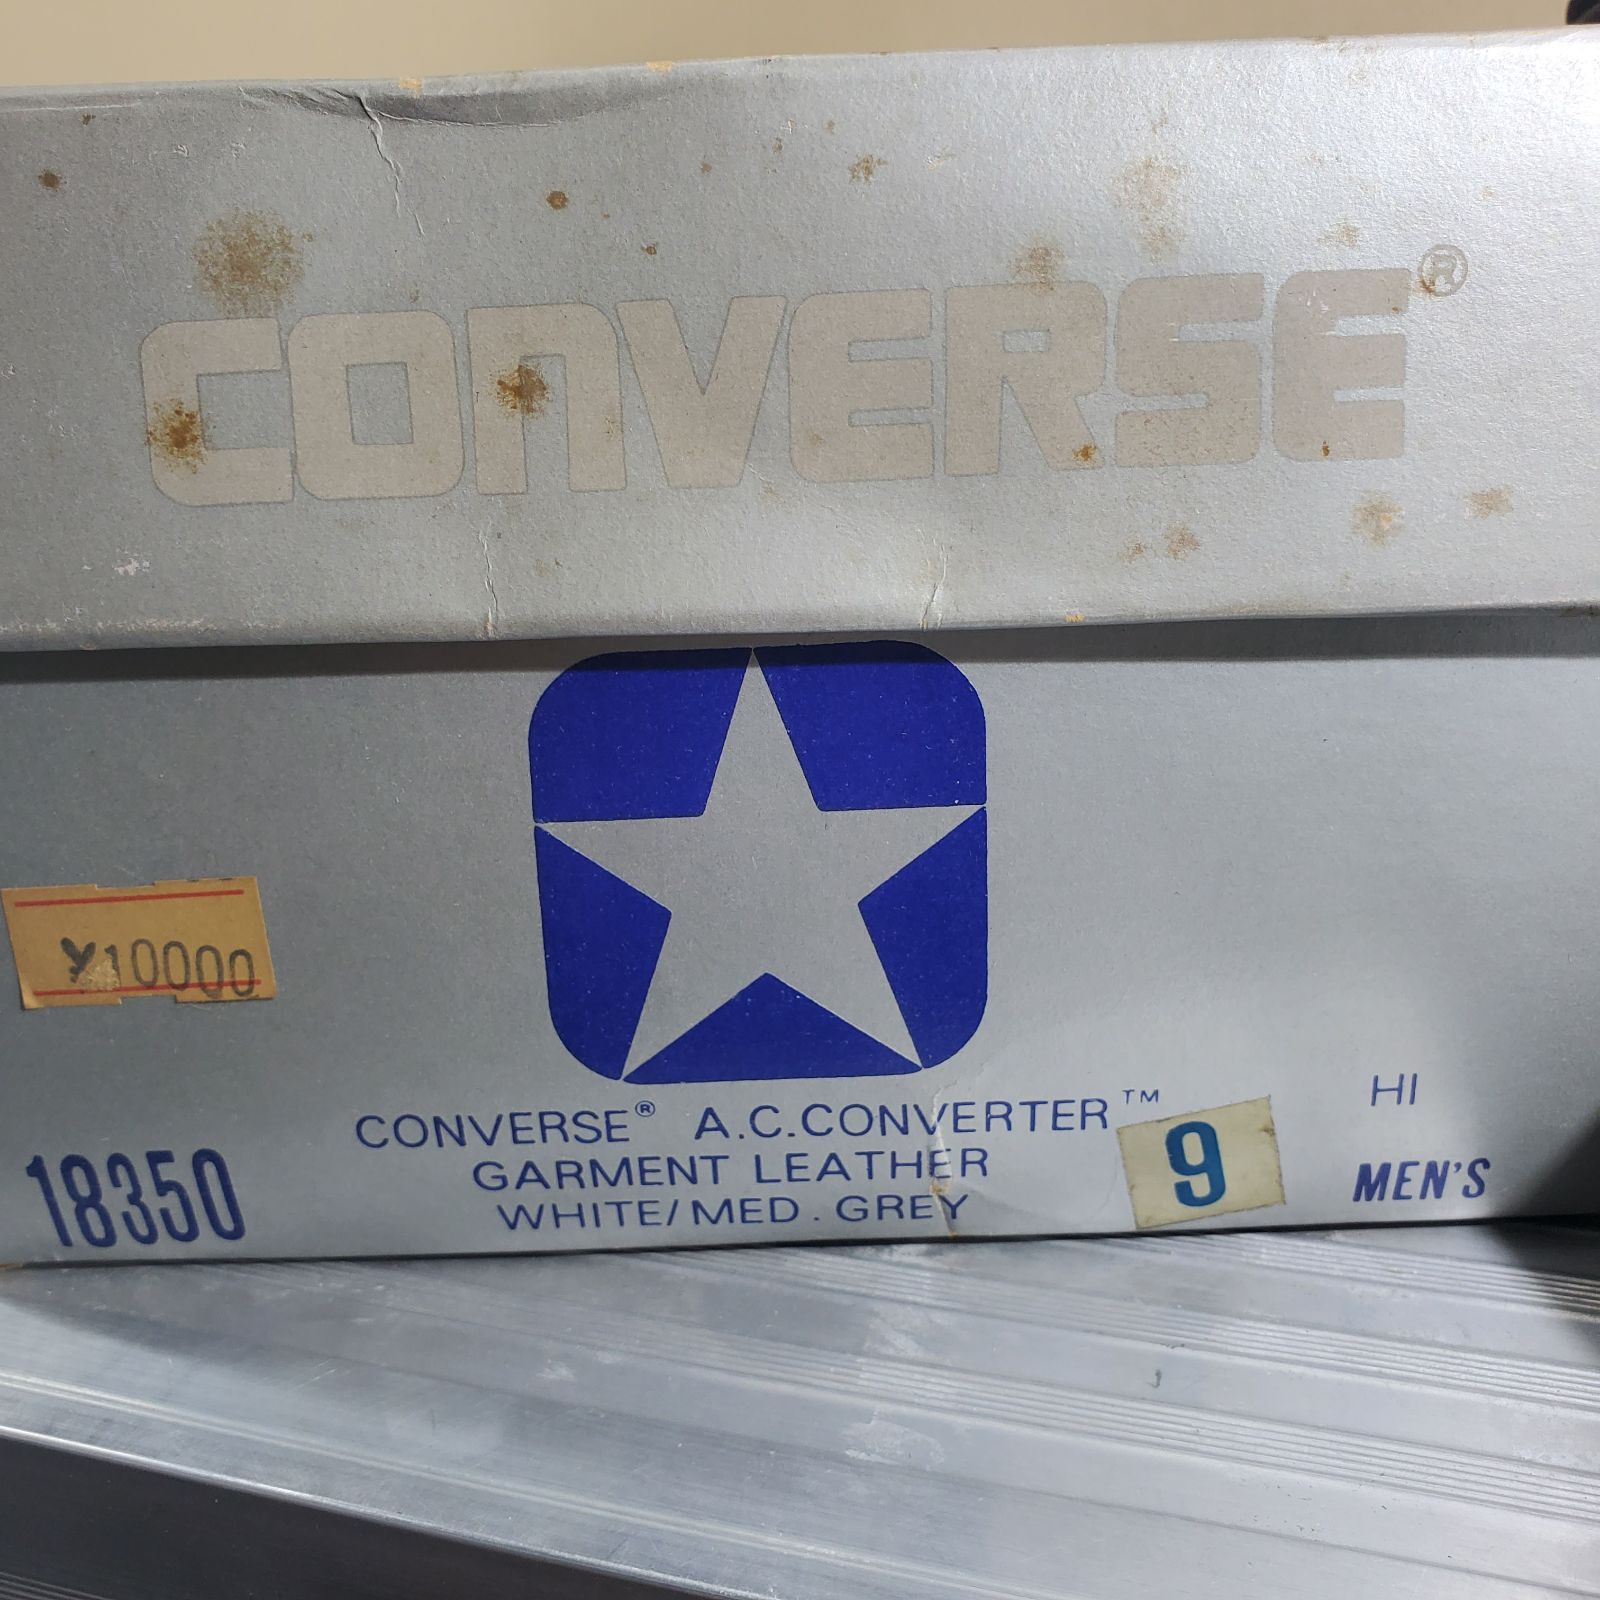 CONVERSE®
¥10000
CONVERSE® A.C.CONVERTER™
GARMENT LEATHER
WHITE/MED. GREY
18350
9
HI
MEN'S